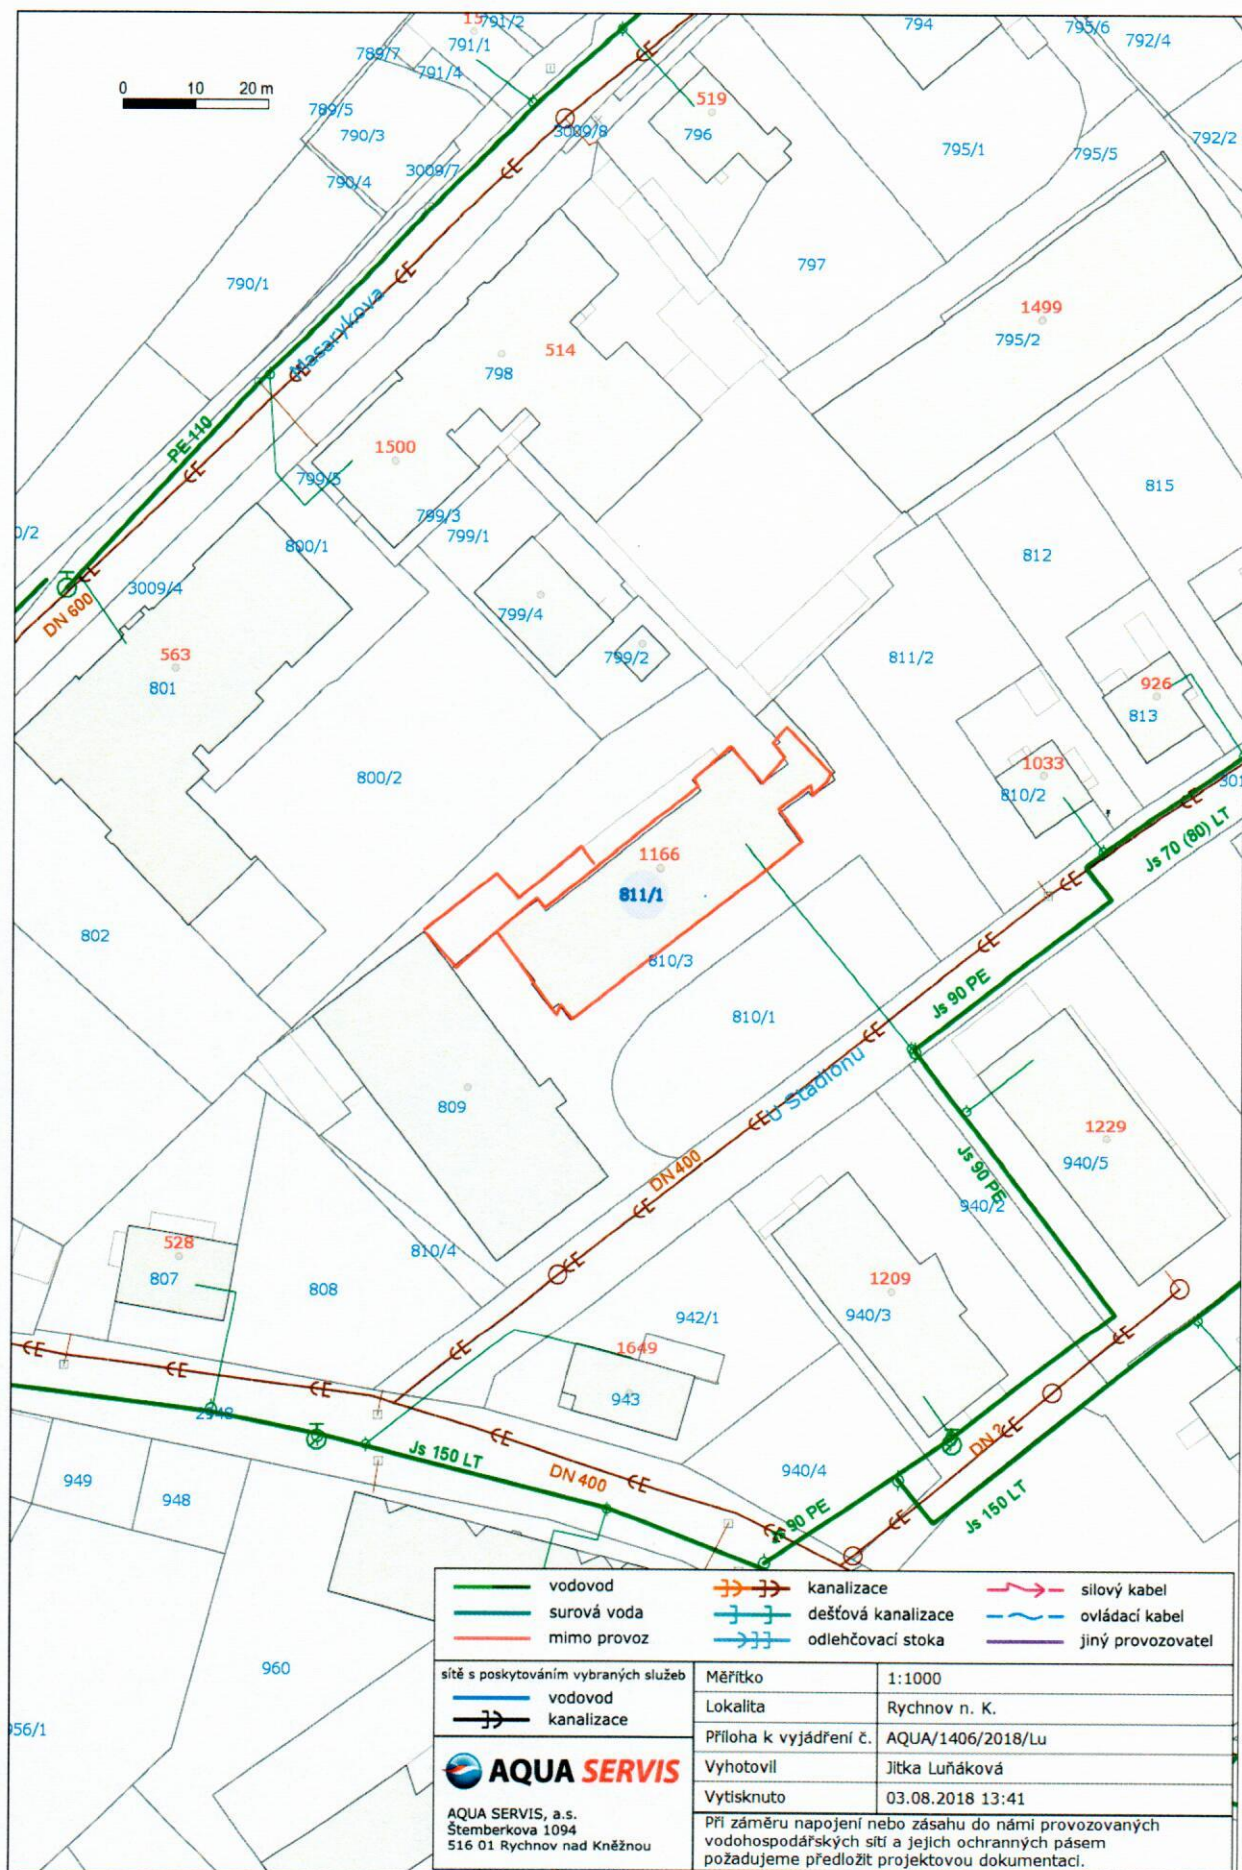 0 10 20 m
791/2
791/1
791/4
789/7
789/5
790/3
790/4
3009/7
3009/8
519
796
794
795/6
792/4
792/2
795/1
795/5
790/1
797
Masarykova
1499
795/2
514
798
PE 110
1500
799/5
799/3
799/1
815
812
800/1
3009/4
DN 600
799/4
799/2
563
801
811/2
926
813
1033
810/2
800/2
Js 70 (80) LT
1166
811/1
802
810/3
Js 90 PE
810/1
U Stadionu
809
1229
940/5
Js 90 PE
940/2
DN 400
528
807
810/4
808
1209
940/3
942/1
1649
943
2948
Js 150 LT
DN 400
DN ?
940/4
949
948
Js 150 LT
90 PE
960
956/1
vodovod
surová voda
mimo provoz
kanalizace
dešťová kanalizace
odlehčovací stoka
silový kabel
ovládací kabel
jiný provozovatel
sítě s poskytováním vybraných služeb
vodovod
kanalizace
AQUA SERVIS
AQUA SERVIS, a.s.
Štemberkova 1094
516 01 Rychnov nad Kněžnou
Měřítko 1:1000
Lokalita Rychnov n. K.
Příloha k vyjádření č. AQUA/1406/2018/Lu
Vyhotovil Jitka Luňáková
Vytisknuto 03.08.2018 13:41
Při záměru napojení nebo zásahu do námi provozovaných
vodohospodářských sítí a jejich ochranných pásem
požadujeme předložit projektovou dokumentaci.